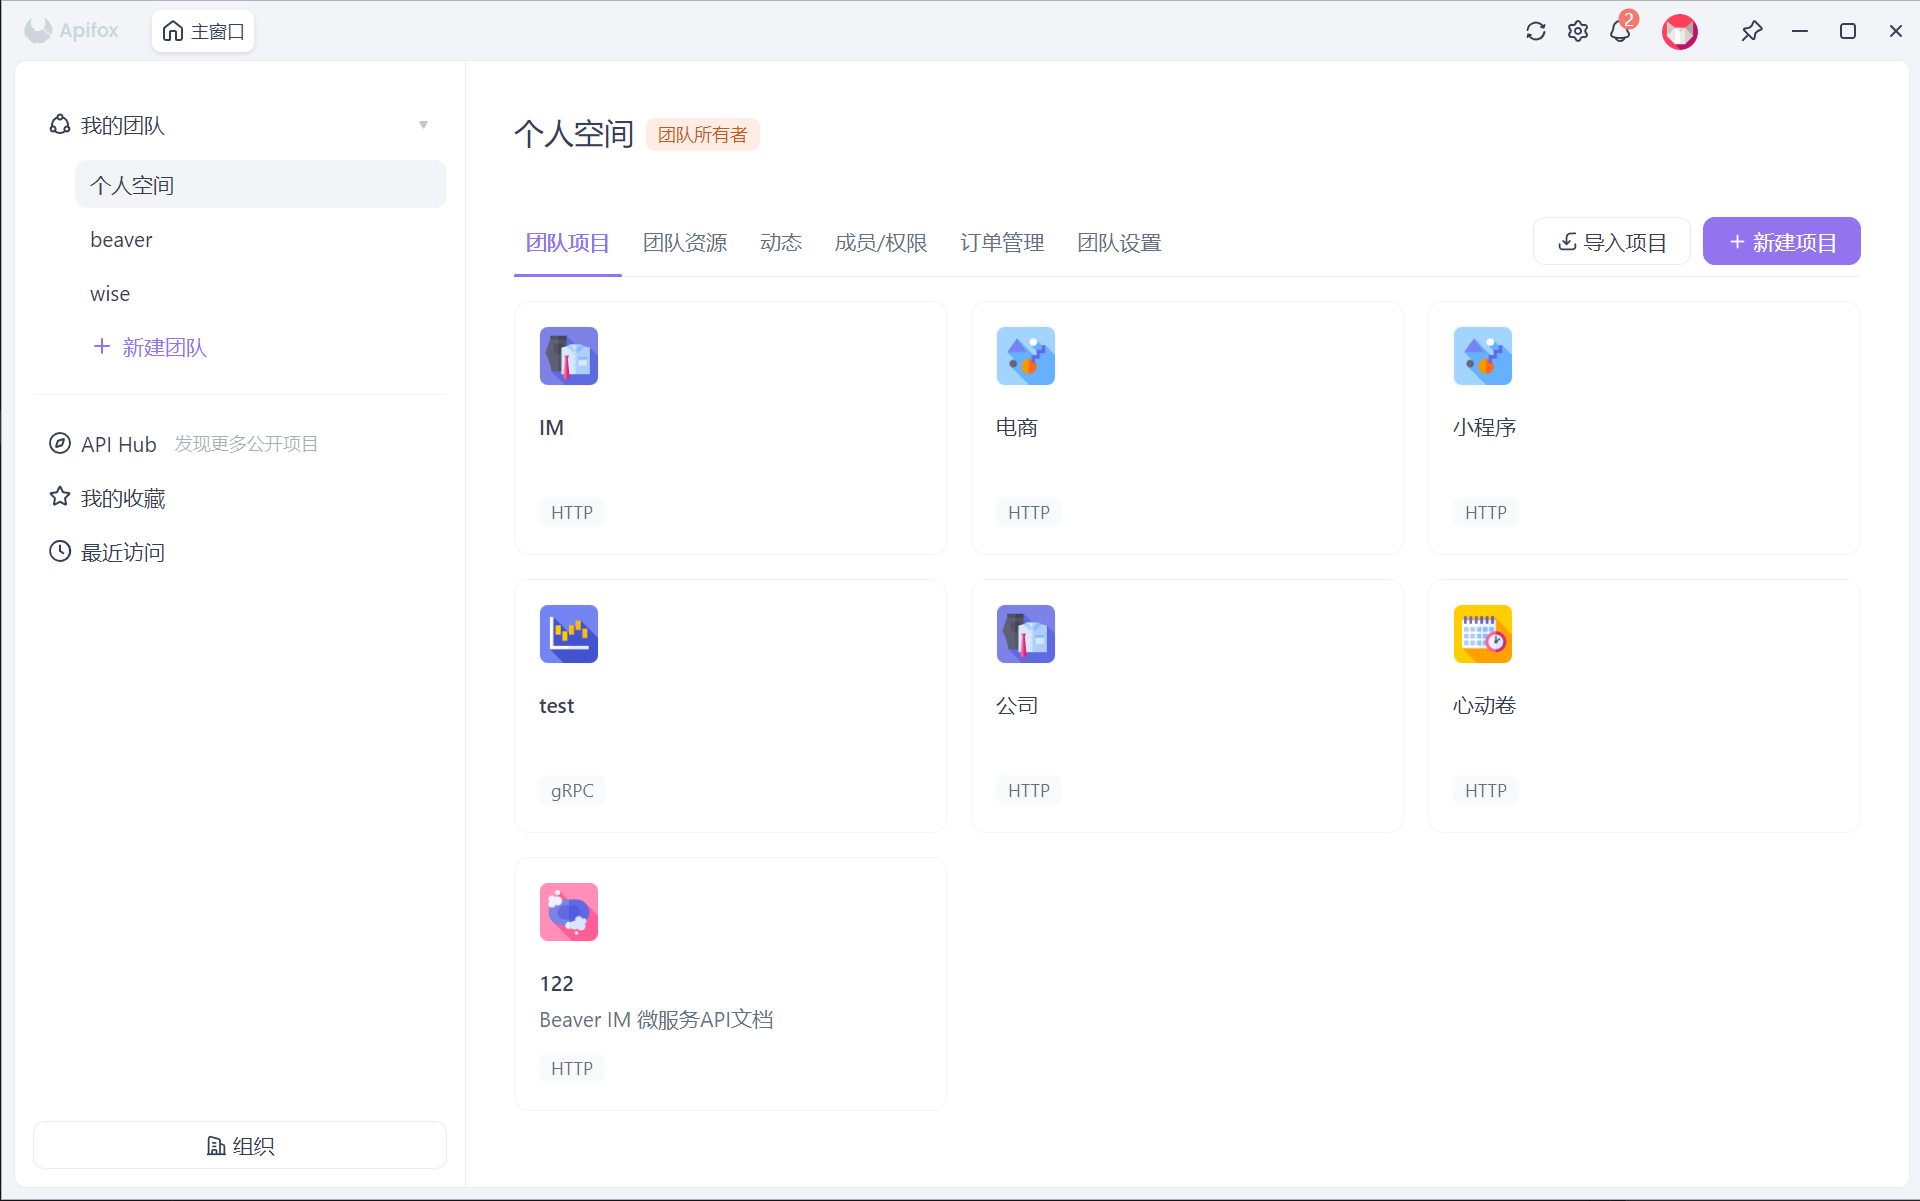 Apifox
主窗口
2
我的团队
个人空间
beaver
wise
新建团队
API Hub 发现更多公开项目
我的收藏
最近访问
组织
个人空间 团队所有者
团队项目 团队资源 动态 成员/权限 订单管理 团队设置
导入项目 新建项目
IM
HTTP
电商
HTTP
小程序
HTTP
test
gRPC
公司
HTTP
心动卷
HTTP
122
Beaver IM 微服务API文档
HTTP